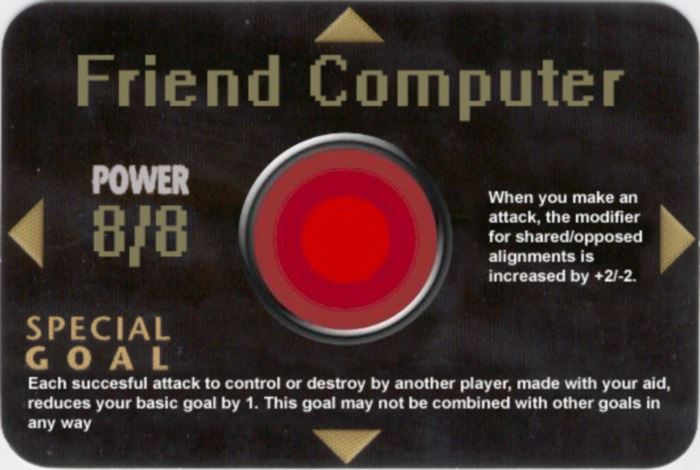 Friend Computer
POWER
8/8
When you make an
attack, the modifier
for shared/opposed
alignments is
increased by +2/-2.
SPECIAL
GOAL
Each succesful attack to control or destroy by another player, made with your aid,
reduces your basic goal by 1. This goal may not be combined with other goals in
any way